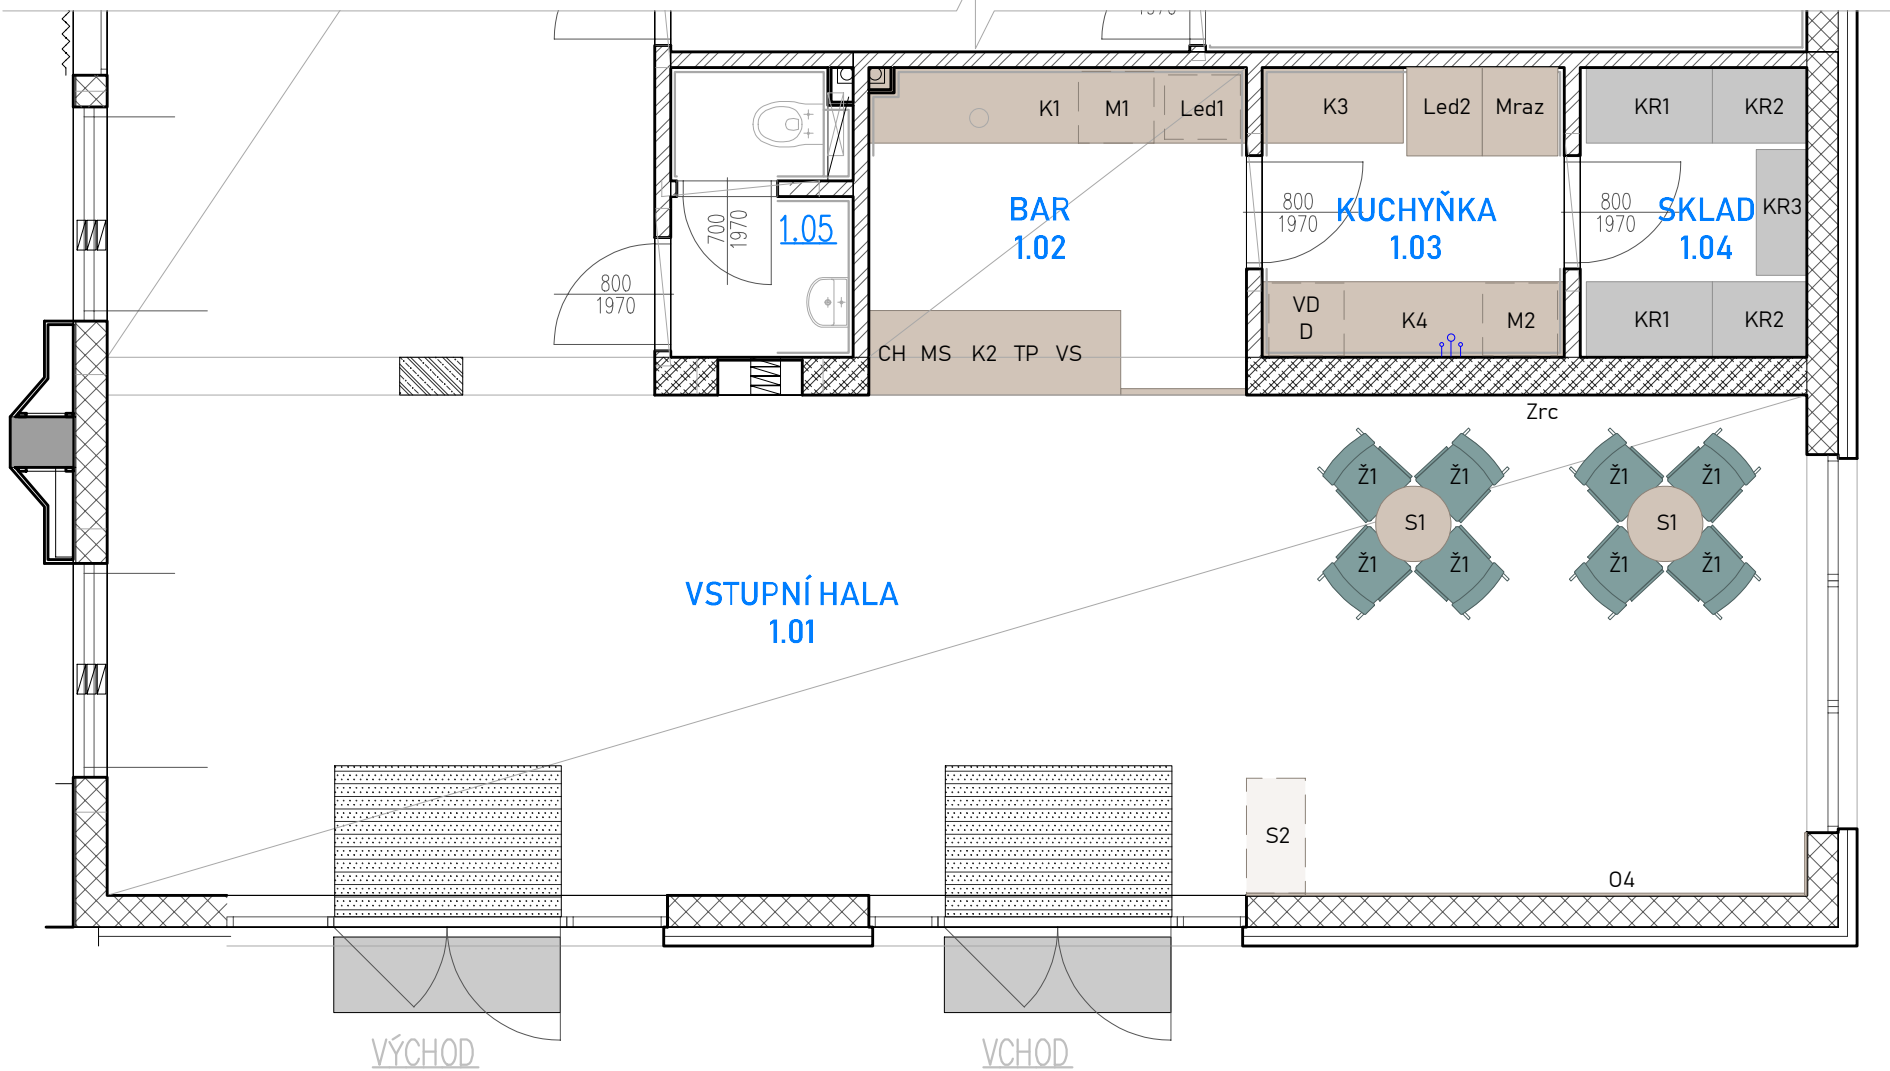 K1
M1
Led1
K3
Led2
Mraz
KR1
KR2
BAR
1.02
800
1970
KUCHYŇKA
1.03
800
1970
SKLAD
1.04
KR3
700
1970
1.05
800
1970
VD
D
K4
M2
KR1
KR2
CH MS K2 TP VS
Zrc
Ž1
Ž1
Ž1
Ž1
S1
S1
Ž1
Ž1
Ž1
Ž1
VSTUPNÍ HALA
1.01
S2
O4
VÝCHOD
VCHOD